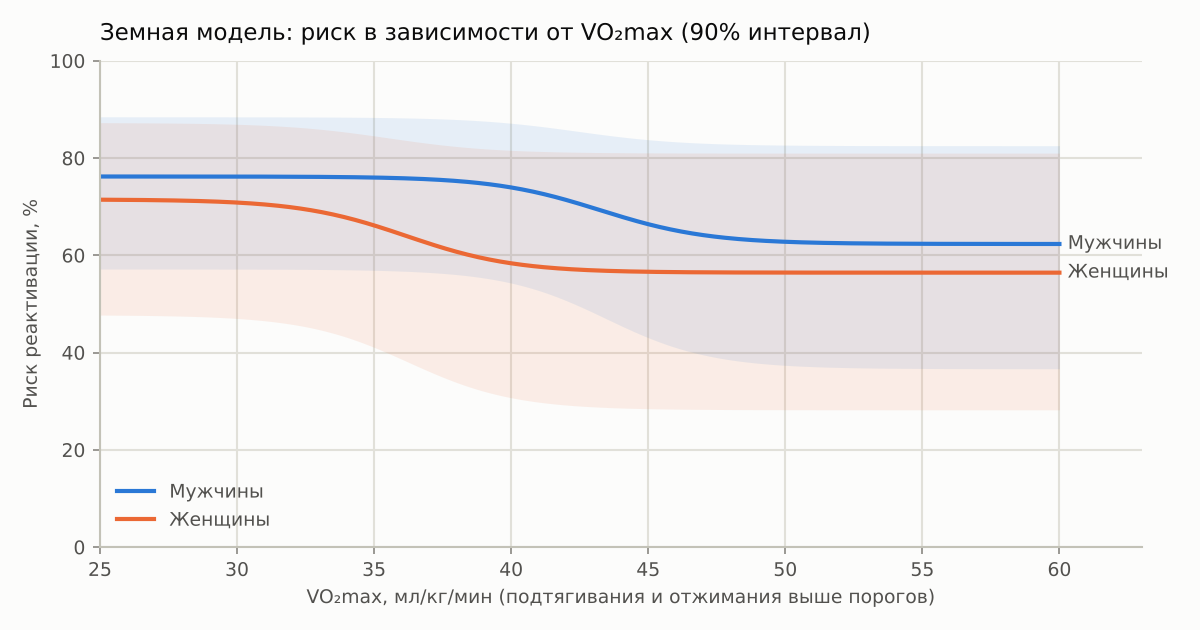 Земная модель: риск в зависимости от VO₂max (90% интервал)
100
80
60
40
20
0
Риск реактивации, %
Мужчины
Женщины
Мужчины
Женщины
25 30 35 40 45 50 55 60
VO₂max, мл/кг/мин (подтягивания и отжимания выше порогов)